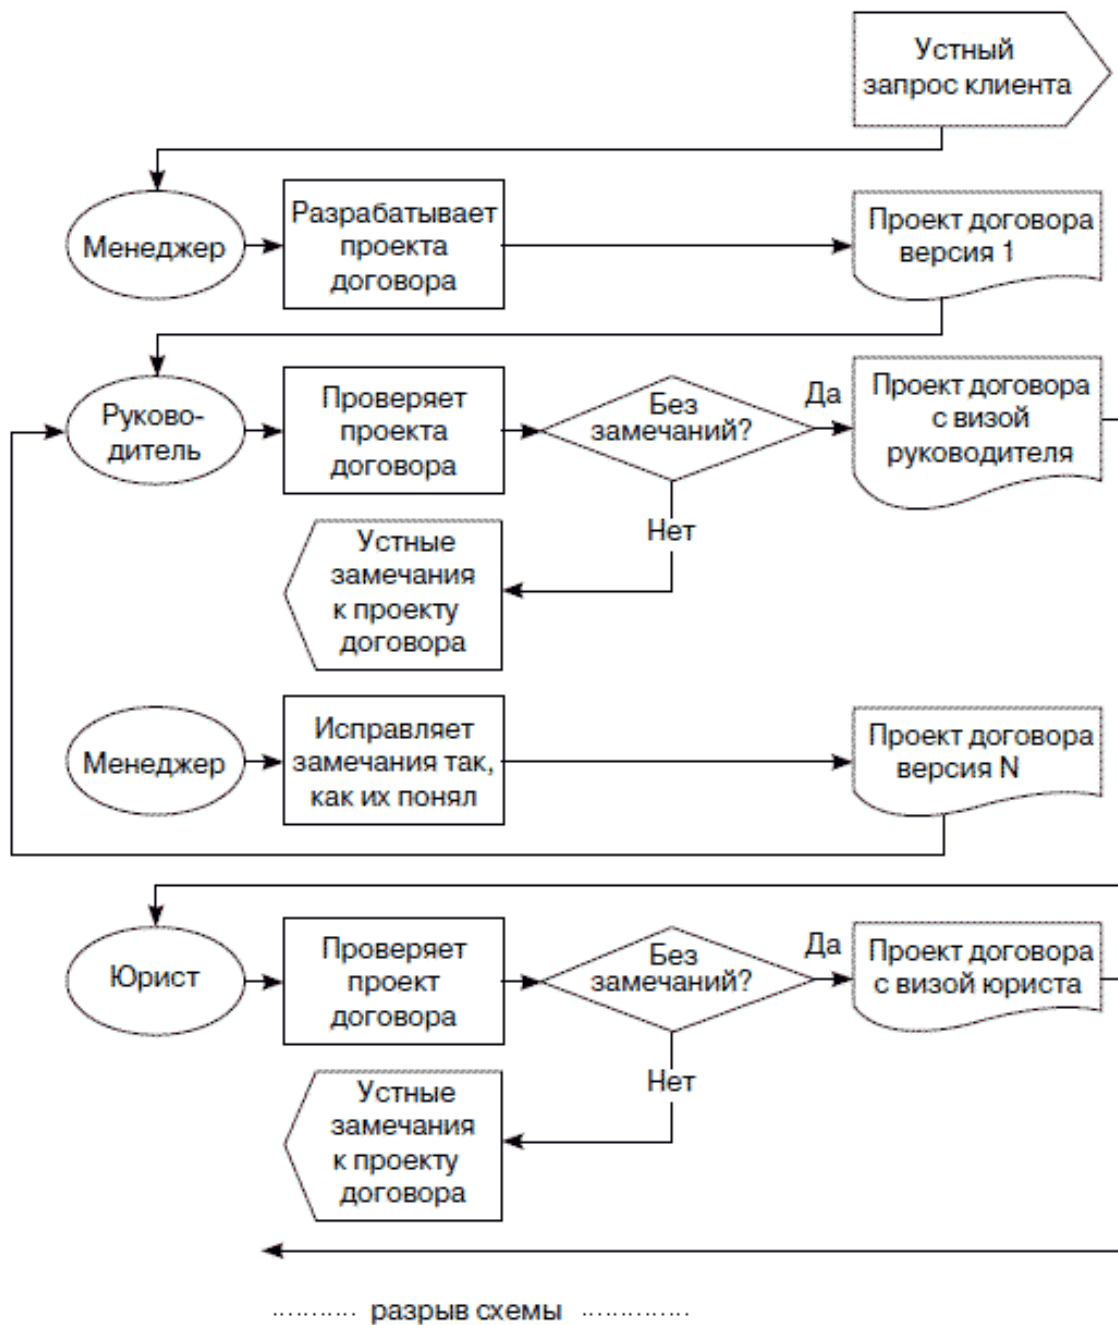 Устный
запрос клиента
Менеджер
Разрабатывает
проекта
договора
Проект договора
версия 1
Руково-
дитель
Проверяет
проекта
договора
Без
замечаний?
Да
Проект договора
с визой
руководителя
Нет
Устные
замечания
к проекту
договора
Менеджер
Исправляет
замечания так,
как их понял
Проект договора
версия N
Юрист
Проверяет
проект
договора
Без
замечаний?
Да
Проект договора
с визой юриста
Нет
Устные
замечания
к проекту
договора
........... разрыв схемы ..............